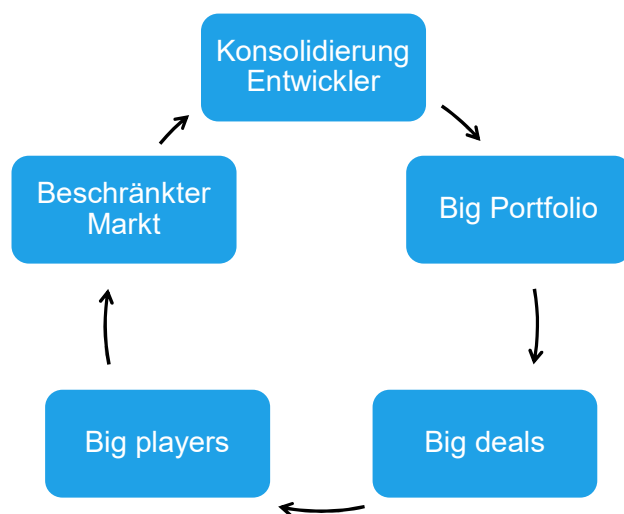 Konsolidierung
Entwickler
Beschränkter
Markt
Big Portfolio
Big players
Big deals